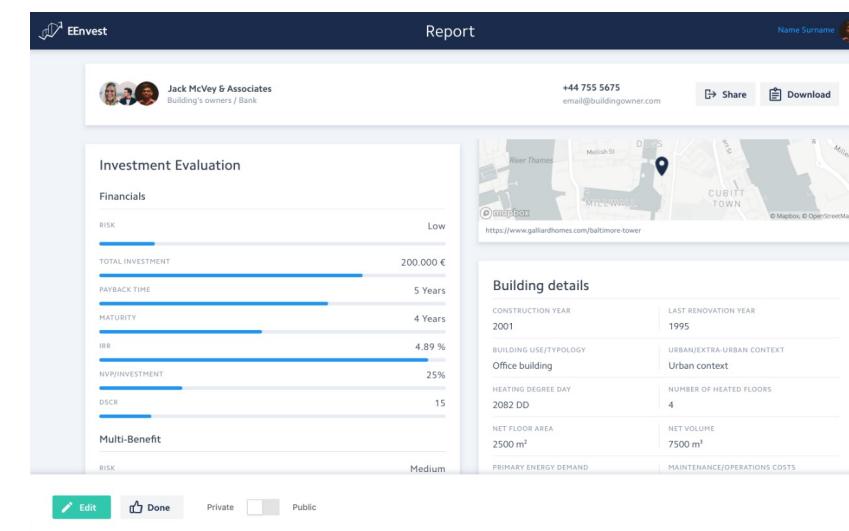 EEnvest
Report
Name Surname
Jack McVey & Associates
Building's owners / Bank
+44 755 5675
email@buildingowner.com
Share
Download
Investment Evaluation
Financials
RISK
Low
TOTAL INVESTMENT
200.000 €
PAYBACK TIME
5 Years
MATURITY
4 Years
IRR
4.89 %
NVP/INVESTMENT
25%
DSCR
15
Multi-Benefit
RISK
Medium
River Thames
Mellish St
MILLWALL
CUBITT
TOWN
mapbox
© Mapbox, © OpenStreetMa
https://www.galliardhomes.com/baltimore-tower
Building details
CONSTRUCTION YEAR
LAST RENOVATION YEAR
2001
1995
BUILDING USE/TYPOLOGY
URBAN/EXTRA-URBAN CONTEXT
Office building
Urban context
HEATING DEGREE DAY
NUMBER OF HEATED FLOORS
2082 DD
4
NET FLOOR AREA
NET VOLUME
2500 m²
7500 m³
PRIMARY ENERGY DEMAND
MAINTENANCE/OPERATIONS COSTS
Edit
Done
Private
Public